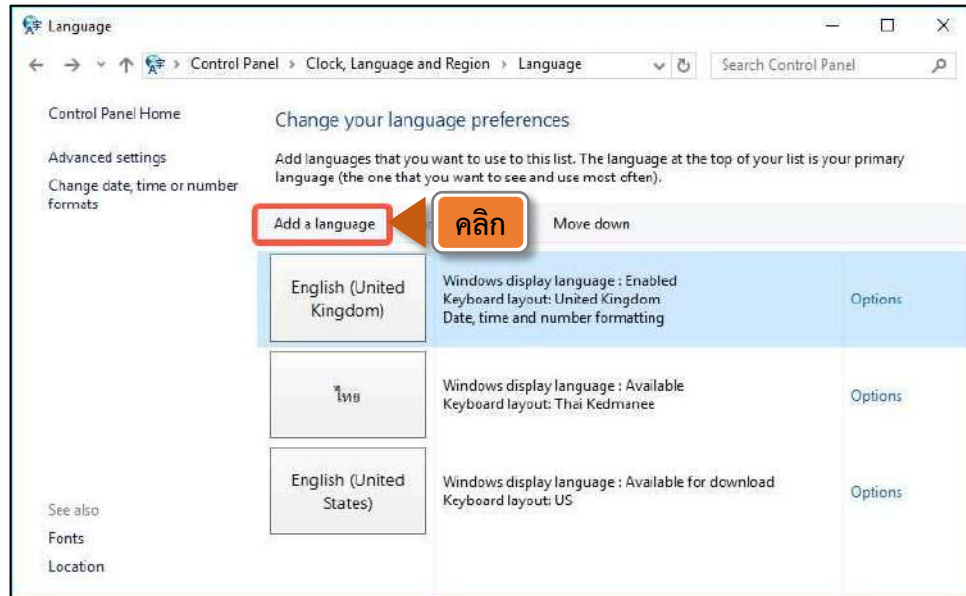 Language
Control Panel › Clock, Language and Region › Language
Search Control Panel
Control Panel Home
Advanced settings
Change date, time or number
formats
See also
Fonts
Location
Change your language preferences
Add languages that you want to use to this list. The language at the top of your list is your primary
language (the one that you want to see and use most often).
Add a language
คลิก
Move down
English (United
Kingdom)
Windows display language : Enabled
Keyboard layout: United Kingdom
Date, time and number formatting
Options
ไทย
Windows display language : Available
Keyboard layout: Thai Kedmanee
Options
English (United
States)
Windows display language : Available for download
Keyboard layout: US
Options